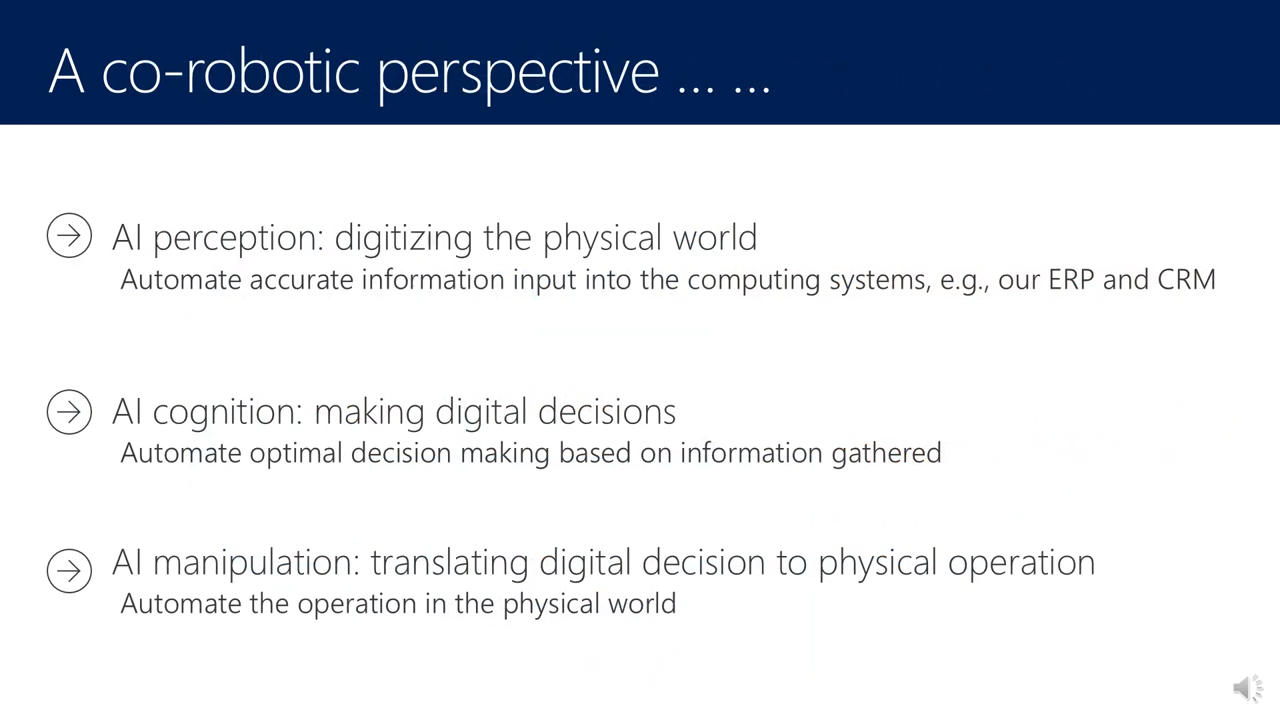 A co-robotic perspective ... ...
AI perception: digitizing the physical world
Automate accurate information input into the computing systems, e.g., our ERP and CRM
AI cognition: making digital decisions
Automate optimal decision making based on information gathered
AI manipulation: translating digital decision to physical operation
Automate the operation in the physical world